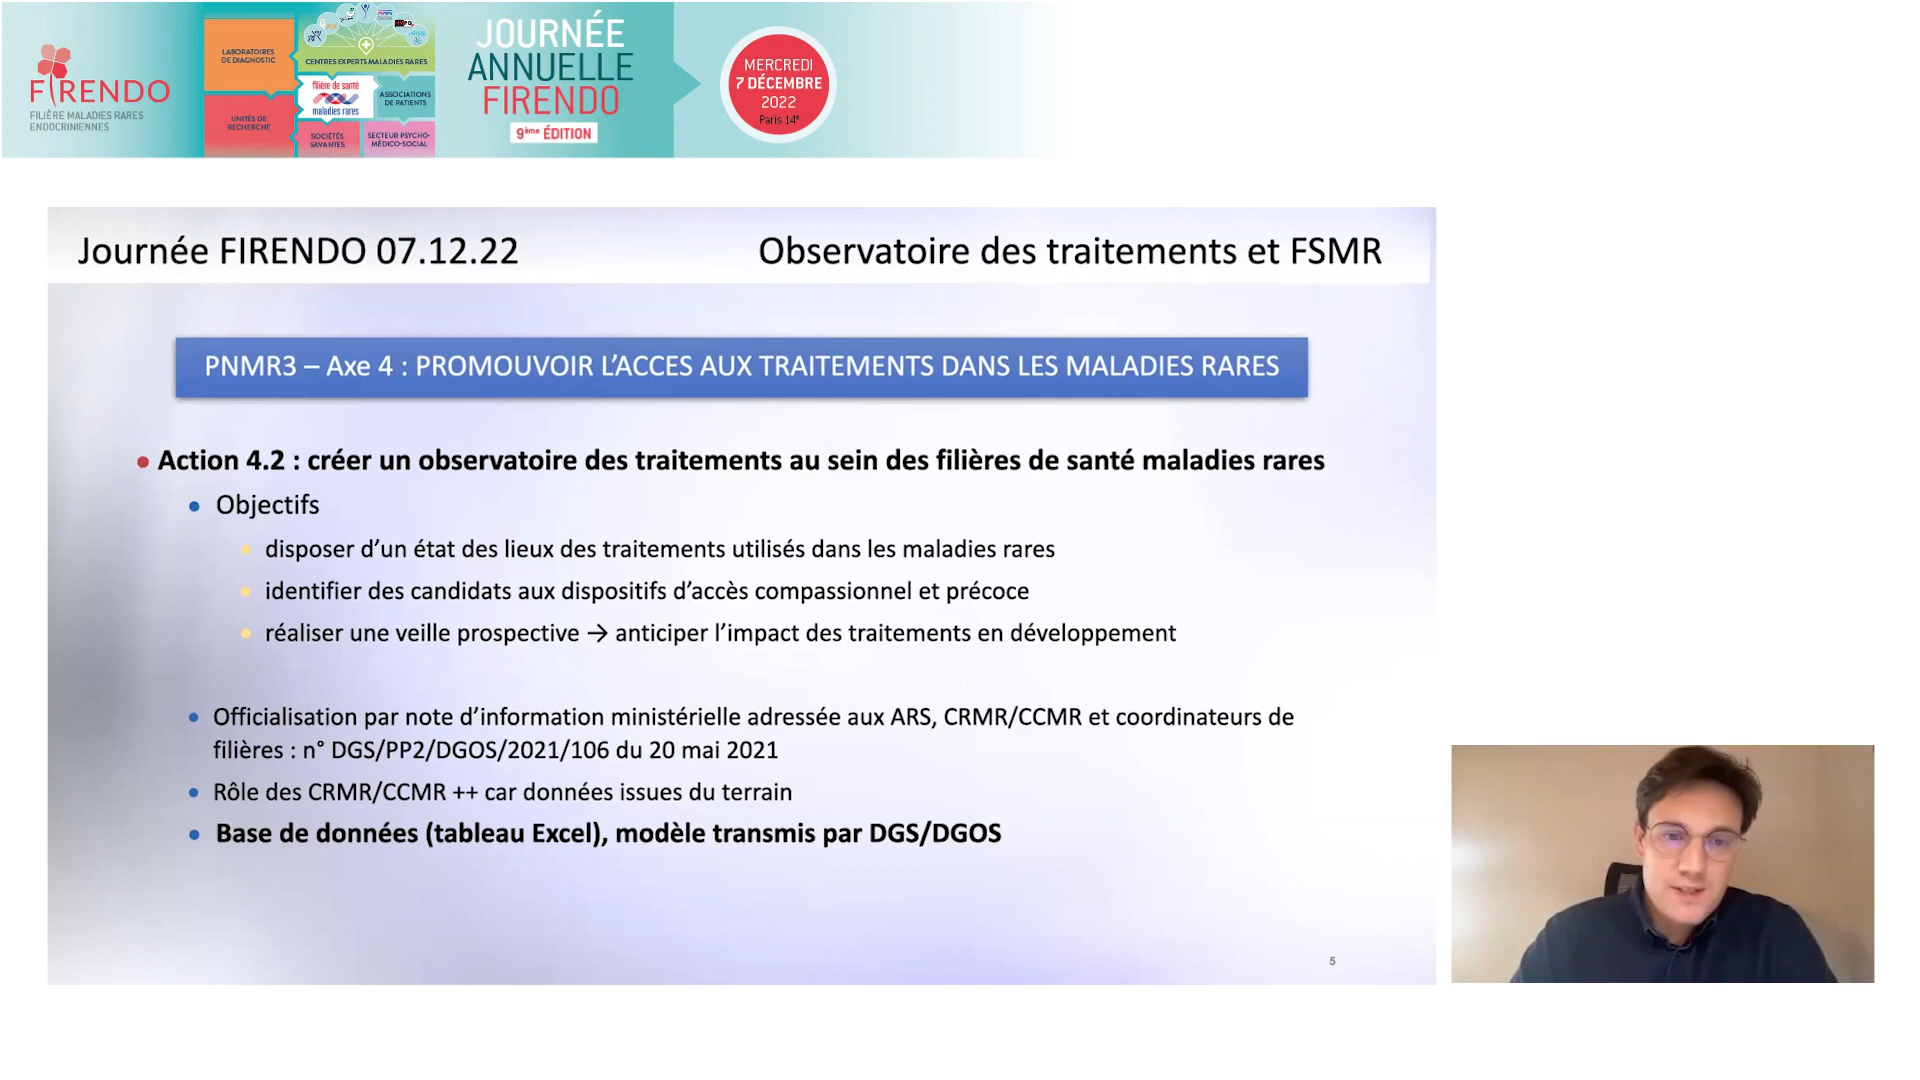 FIRENDO
FILIÈRE MALADIES RARES
ENDOCRINIENNES
LABORATOIRES
DE DIAGNOSTIC
UNITÉS DE
RECHERCHE
CENTRES EXPERTS MALADIES RARES
filière de santé
maladies rares
ASSOCIATIONS
DE PATIENTS
SOCIÉTÉS
SAVANTES
SECTEUR PSYCHO-
MÉDICO-SOCIAL
JOURNÉE
ANNUELLE
FIRENDO
9ème ÉDITION
MERCREDI
7 DÉCEMBRE
2022
Paris 14e
Journée FIRENDO 07.12.22
Observatoire des traitements et FSMR
PNMR3 – Axe 4 : PROMOUVOIR L’ACCES AUX TRAITEMENTS DANS LES MALADIES RARES
• Action 4.2 : créer un observatoire des traitements au sein des filières de santé maladies rares
• Objectifs
• disposer d’un état des lieux des traitements utilisés dans les maladies rares
• identifier des candidats aux dispositifs d’accès compassionnel et précoce
• réaliser une veille prospective → anticiper l’impact des traitements en développement
• Officialisation par note d’information ministérielle adressée aux ARS, CRMR/CCMR et coordinateurs de
filières : n° DGS/PP2/DGOS/2021/106 du 20 mai 2021
• Rôle des CRMR/CCMR ++ car données issues du terrain
• Base de données (tableau Excel), modèle transmis par DGS/DGOS
5